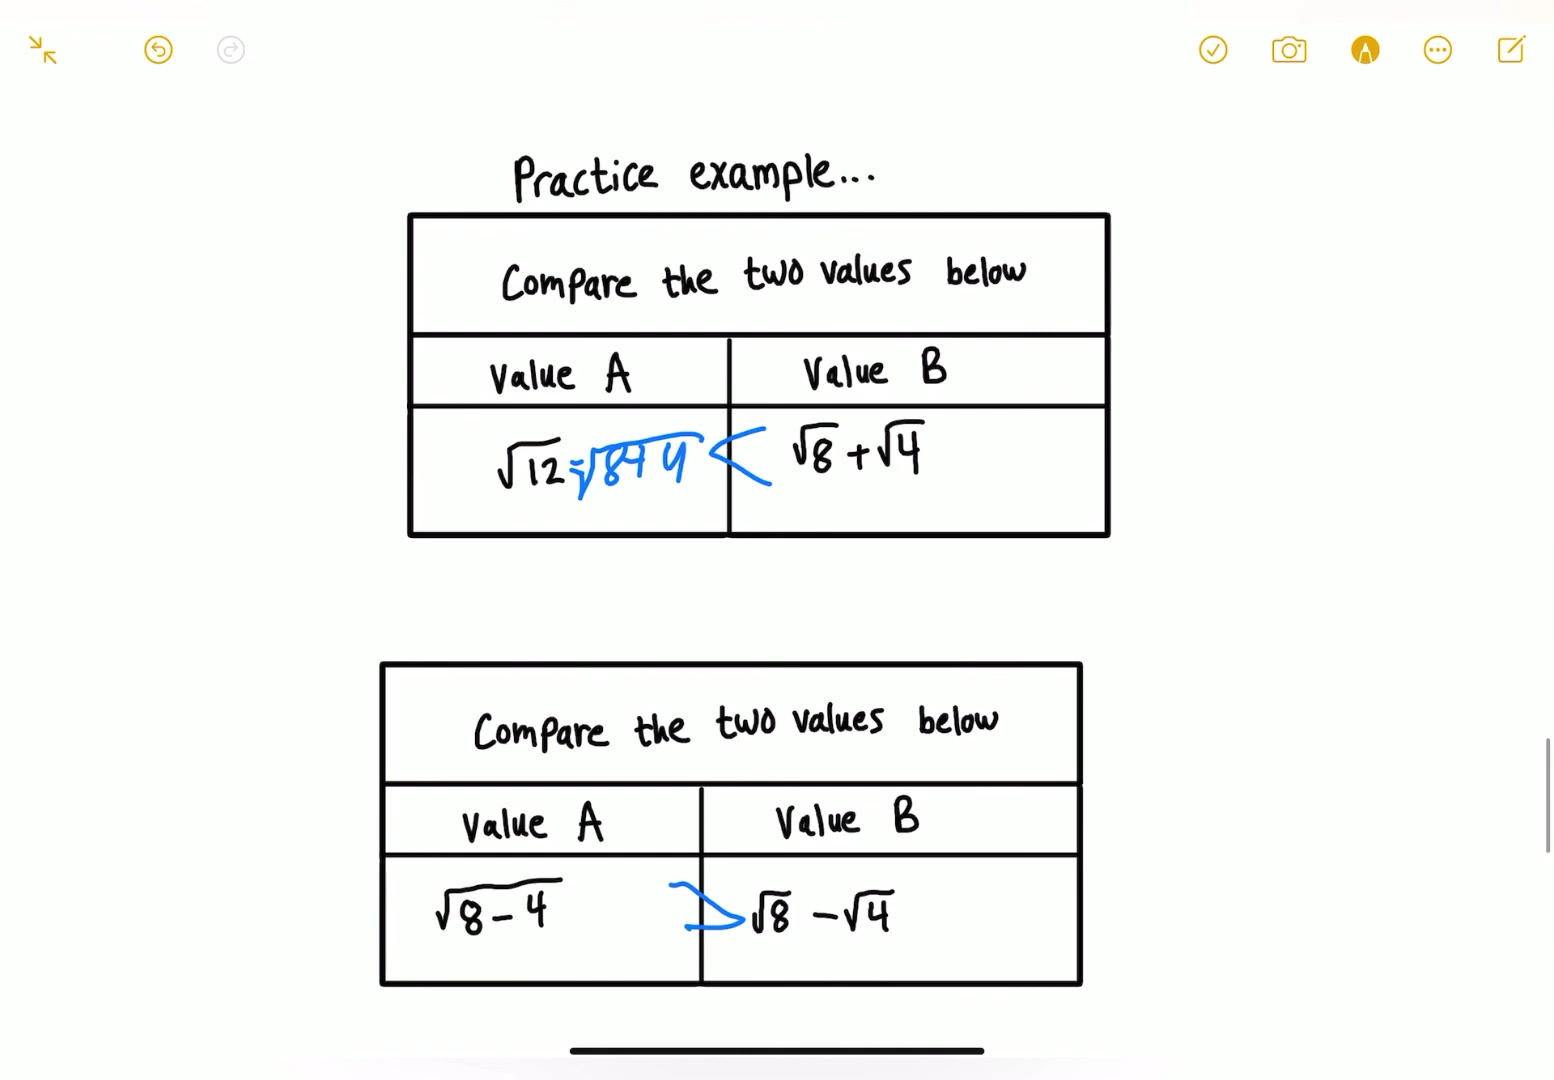 Practice example...
Compare the two values below
Value A Value B
√12 = √8+4 < √8 + √4
Compare the two values below
Value A Value B
√8-4 > √8 - √4